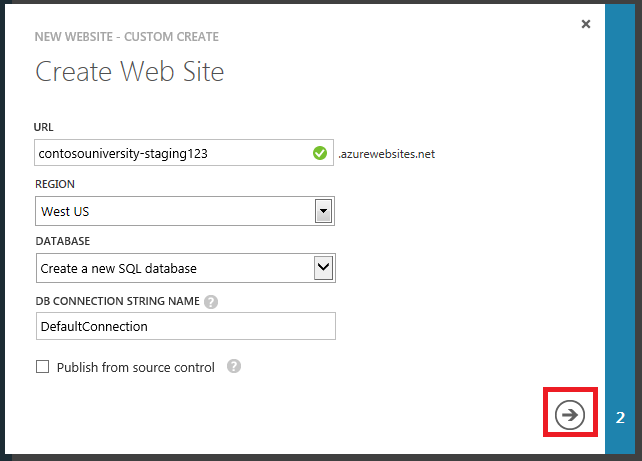 NEW WEBSITE - CUSTOM CREATE
Create Web Site
URL
contosouniversity-staging123 .azurewebsites.net
REGION
West US
DATABASE
Create a new SQL database
DB CONNECTION STRING NAME ?
DefaultConnection
Publish from source control ?
2